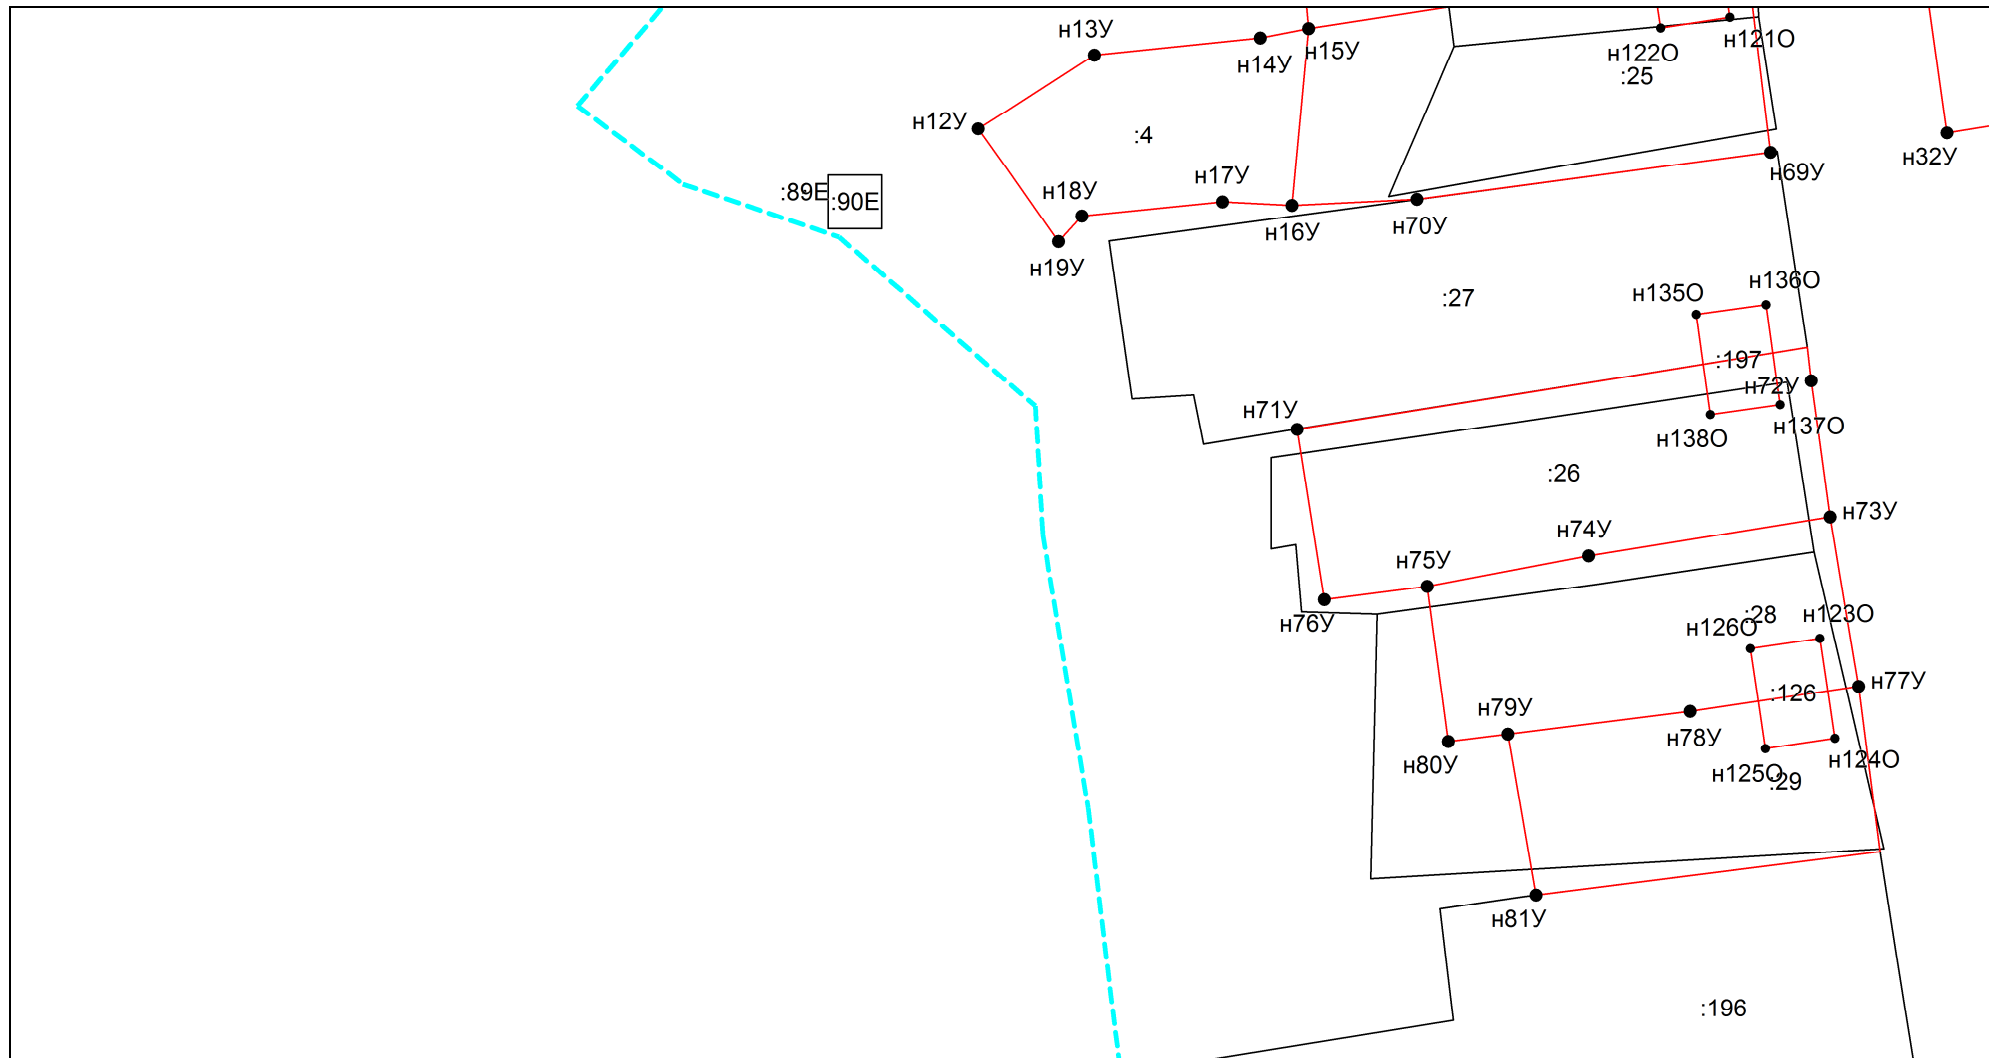 н13У
н14У
н15У
н122О
н121О
:25
н12У
:4
н32У
н69У
:89Е
:90Е
н18У
н17У
н16У
н70У
н19У
:27
н135О
н136О
:197
н72У
н71У
н138О
н137О
:26
н73У
н74У
н75У
н76У
:28
н126О
н123О
н77У
:126
н79У
н78У
н80У
н125О
н124О
:29
н81У
:196